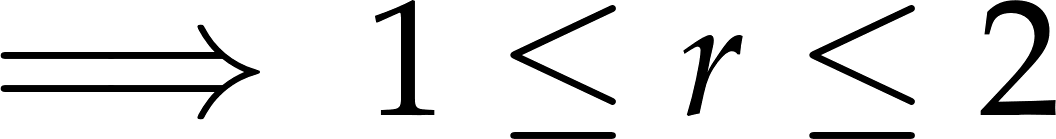 ⟹ 1 ≤ r ≤ 2